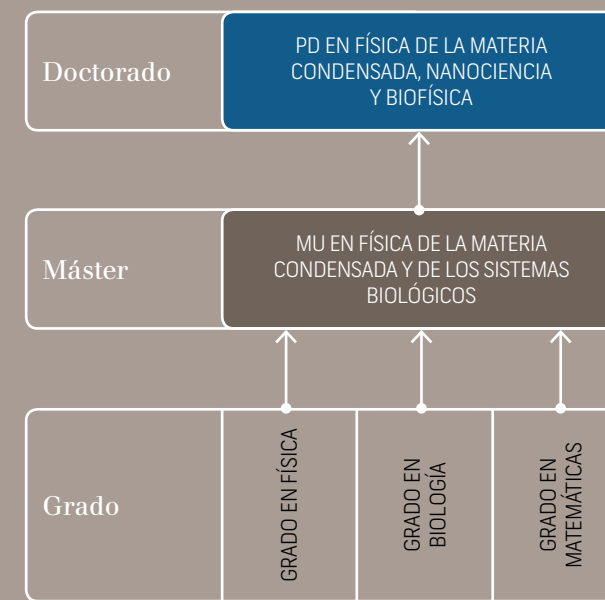 Doctorado
PD EN FÍSICA DE LA MATERIA
CONDENSADA, NANOCIENCIA
Y BIOFÍSICA
Máster
MU EN FÍSICA DE LA MATERIA
CONDENSADA Y DE LOS SISTEMAS
BIOLÓGICOS
Grado
GRADO EN FÍSICA
GRADO EN
BIOLOGÍA
GRADO EN
MATEMÁTICAS